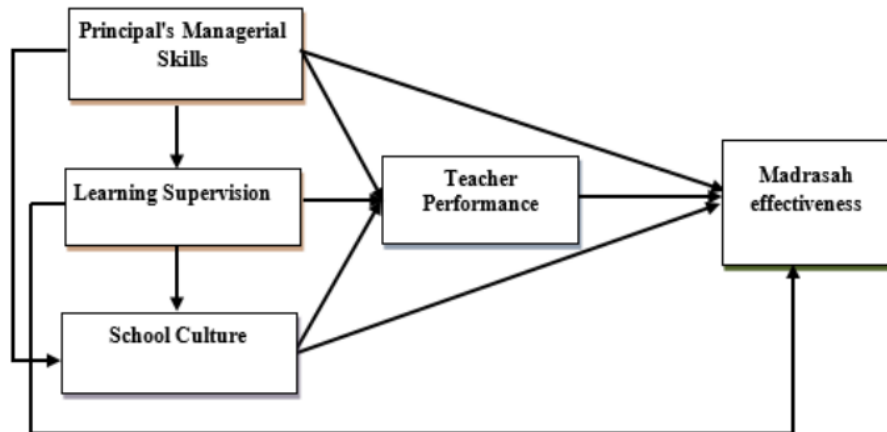 Principal's Managerial
Skills
Learning Supervision
Teacher
Performance
Madrasah
effectiveness
School Culture